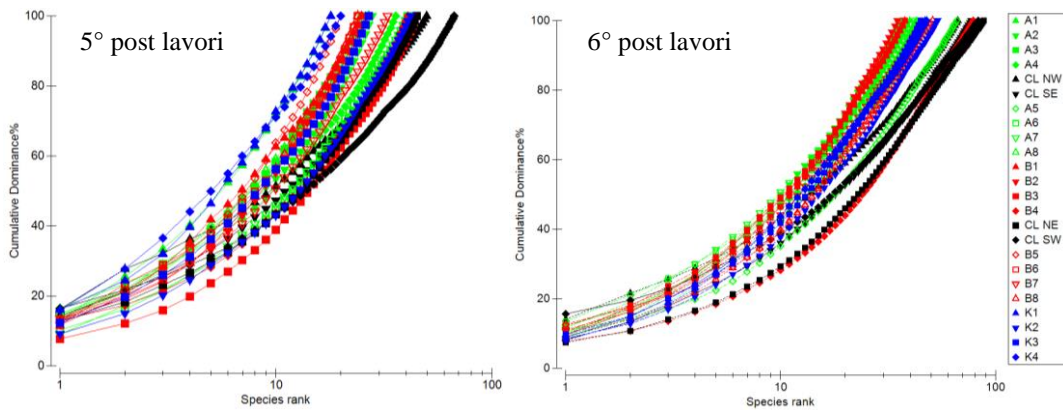 5° post lavori
100
80
60
40
20
0
Cumulative Dominance%
1
10
100
Species rank
6° post lavori
100
80
60
40
20
0
Cumulative Dominance%
1
10
100
Species rank
A1
A2
A3
A4
CL NW
CL SE
A5
A6
A7
A8
B1
B2
B3
B4
CL NE
CL SW
B5
B6
B7
B8
K1
K2
K3
K4